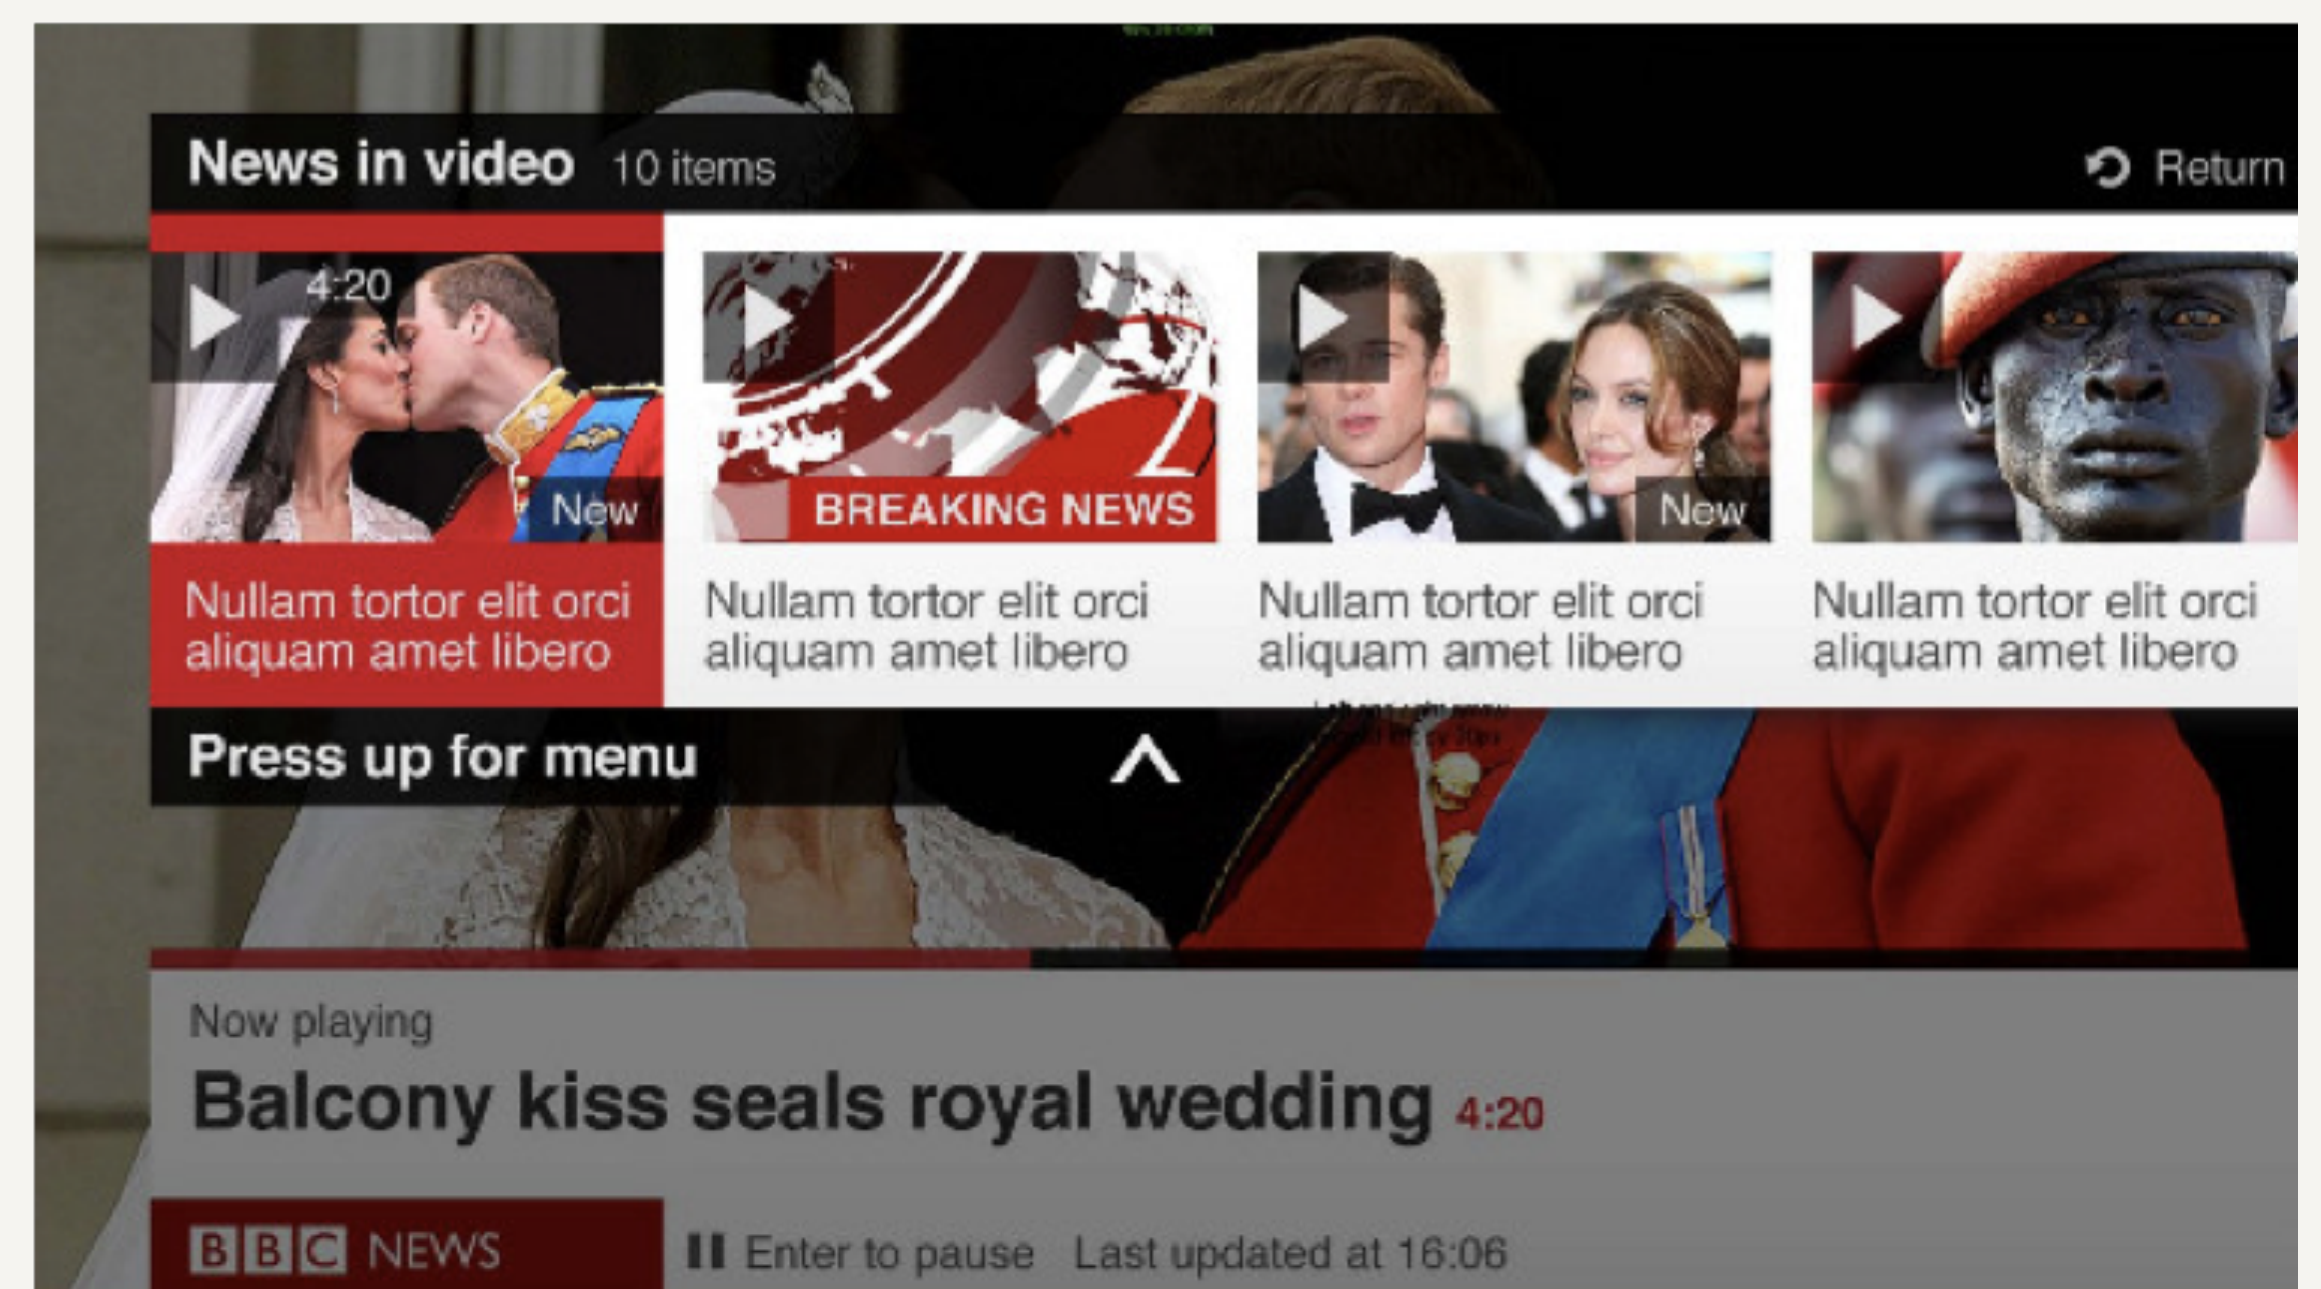 News in video 10 items
Return
4:20
New
BREAKING NEWS
New
Nullam tortor elit orci
aliquam amet libero
Nullam tortor elit orci
aliquam amet libero
Nullam tortor elit orci
aliquam amet libero
Nullam tortor elit orci
aliquam amet libero
Press up for menu
Now playing
Balcony kiss seals royal wedding 4:20
BBC NEWS
Enter to pause Last updated at 16:06